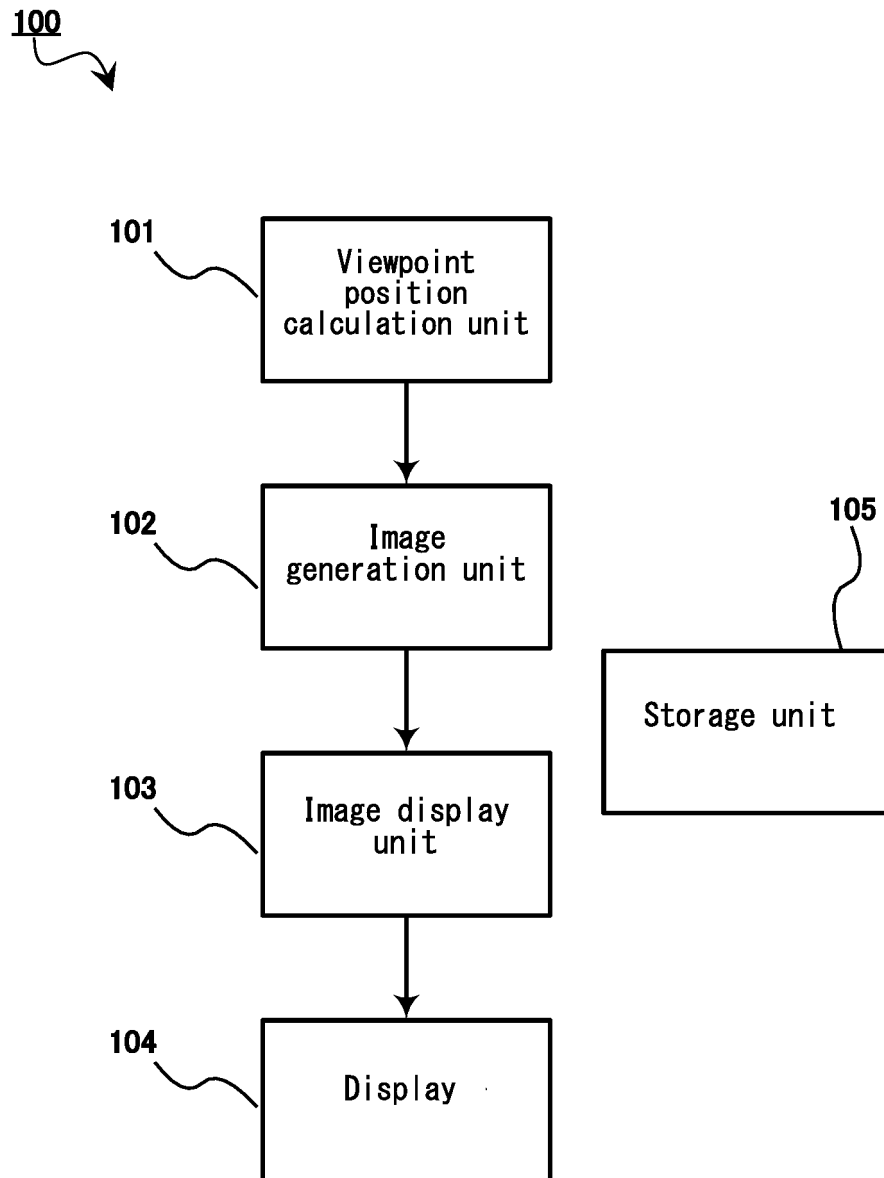 100
101
Viewpoint
position
calculation unit
102
Image
generation unit
105
Storage unit
103
Image display
unit
104
Display